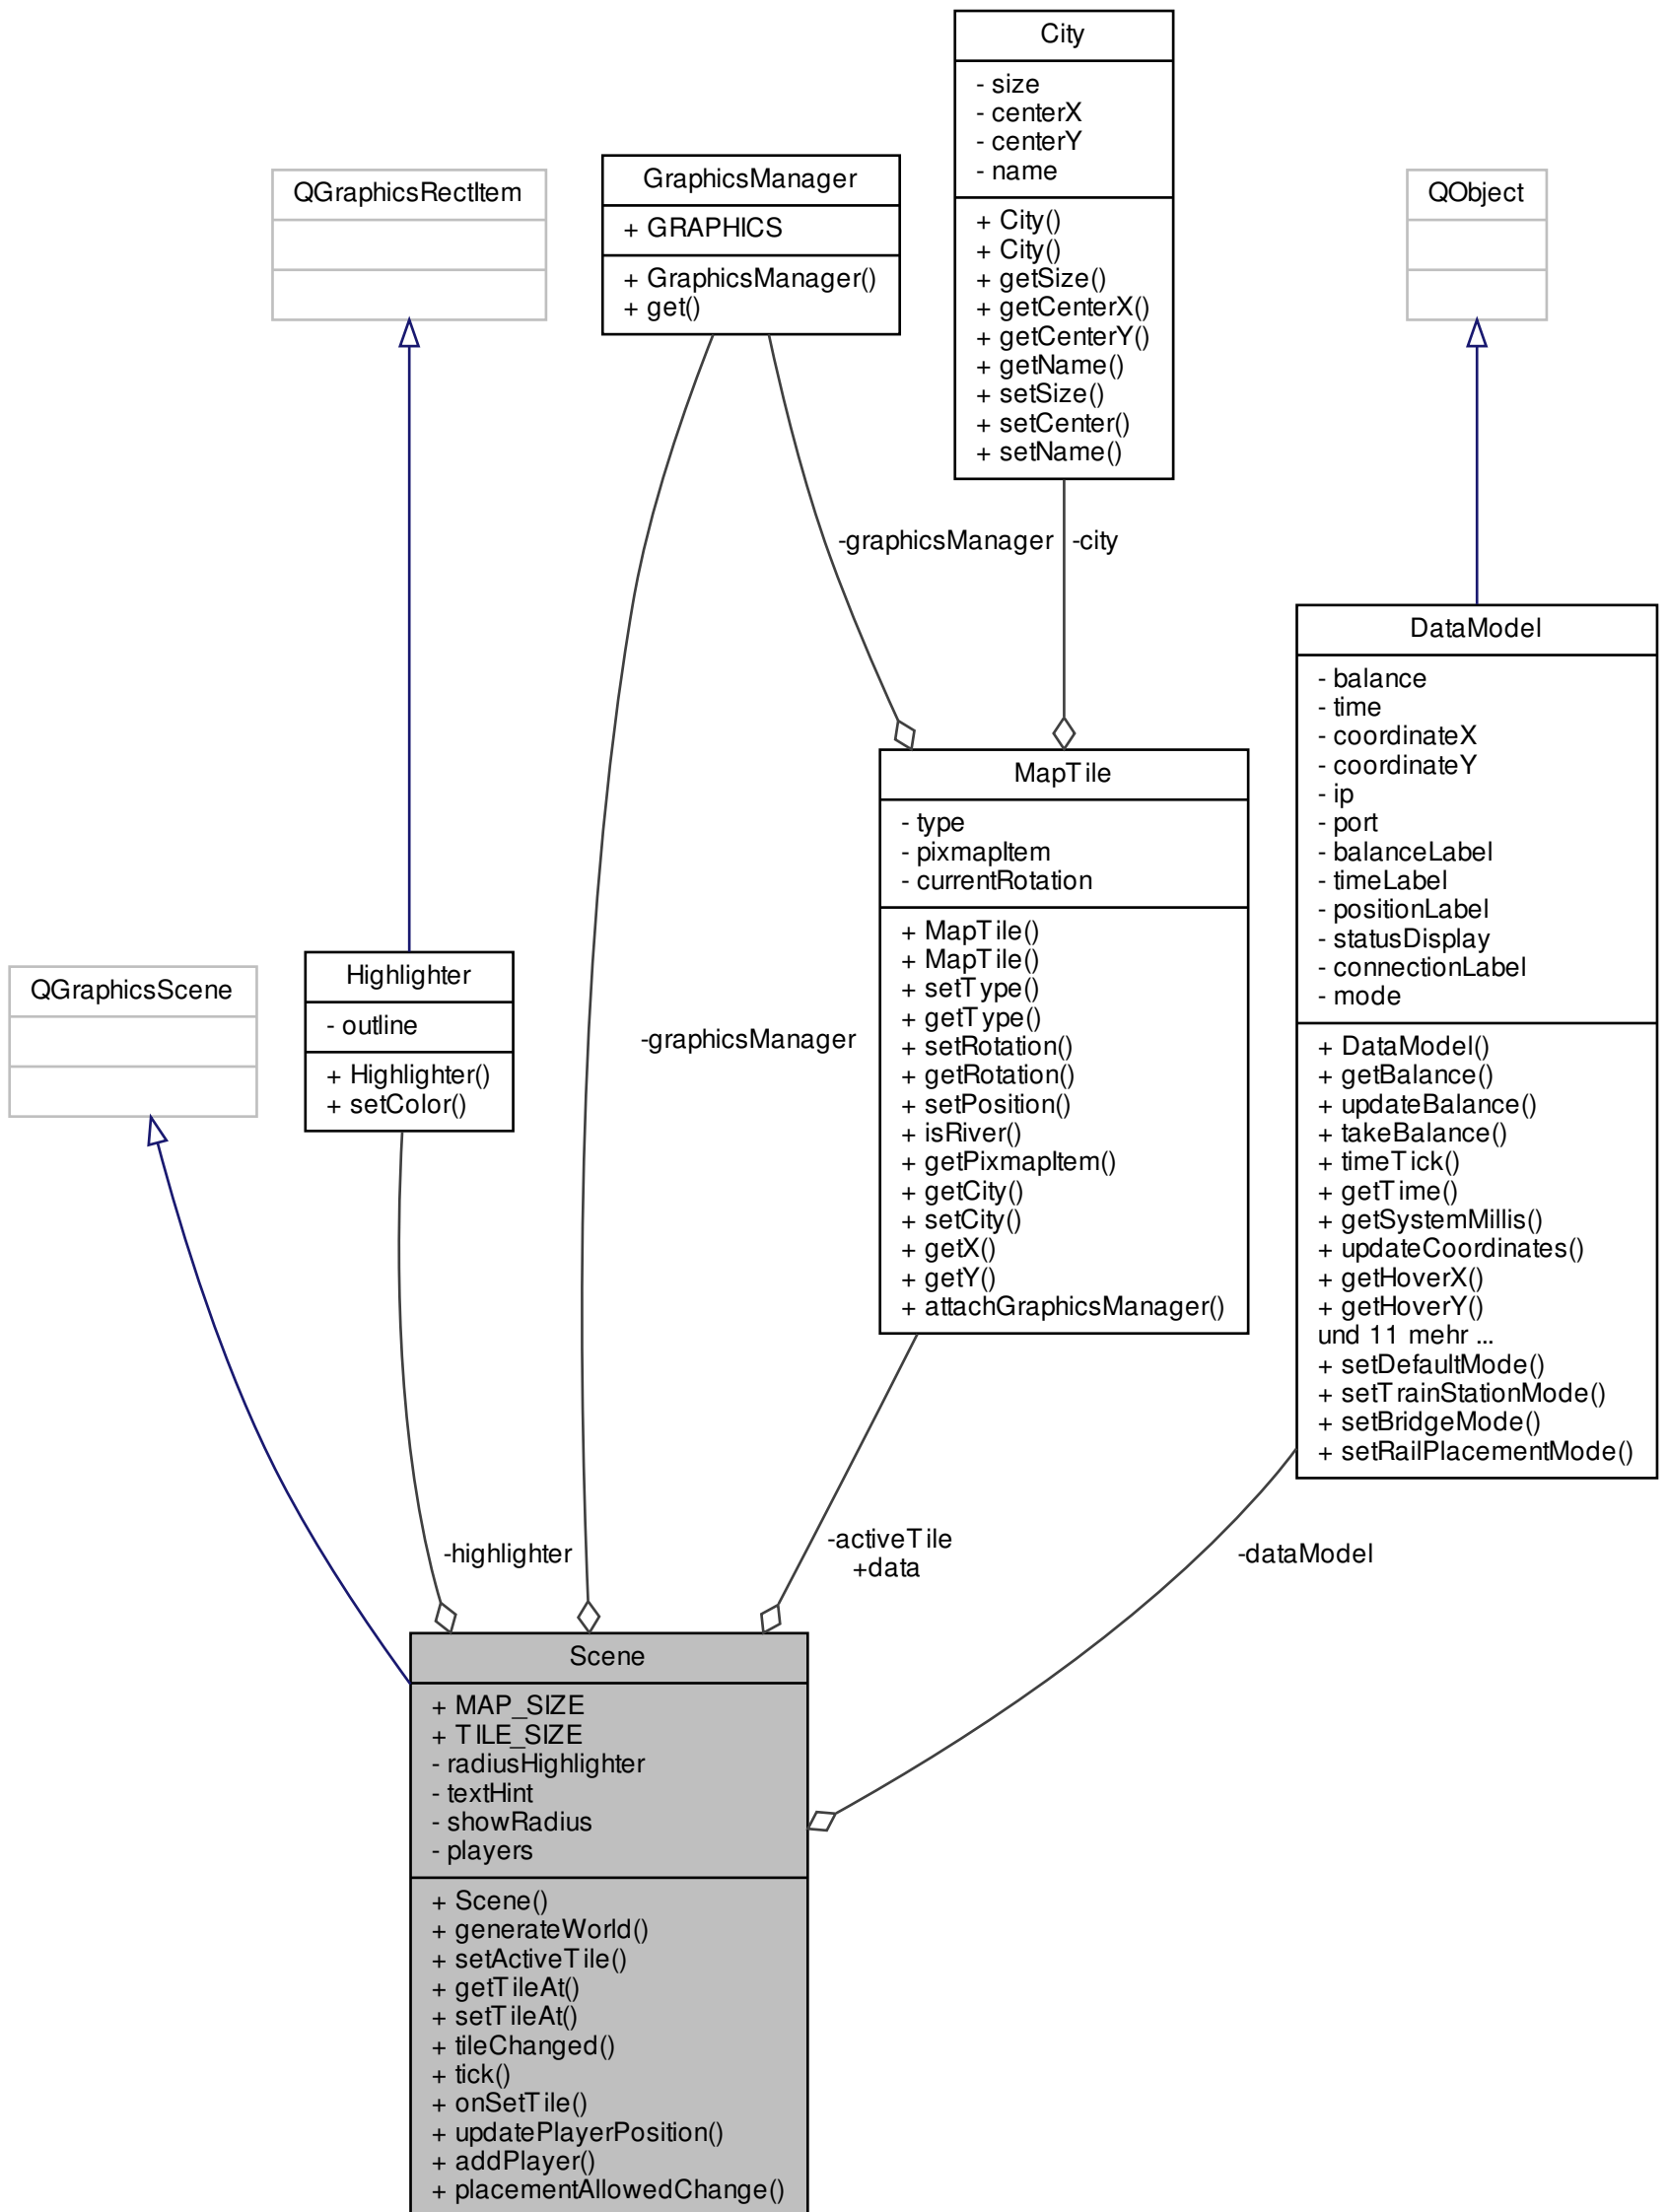 City
- size
- centerX
- centerY
- name
+ City()
+ City()
+ getSize()
+ getCenterX()
+ getCenterY()
+ getName()
+ setSize()
+ setCenter()
+ setName()
QGraphicsRectItem
GraphicsManager
+ GRAPHICS
+ GraphicsManager()
+ get()
QObject
-graphicsManager
-city
DataModel
- balance
- time
- coordinateX
- coordinateY
- ip
- port
- balanceLabel
- timeLabel
- positionLabel
- statusDisplay
- connectionLabel
- mode
+ DataModel()
+ getBalance()
+ updateBalance()
+ takeBalance()
+ timeTick()
+ getTime()
+ getSystemMillis()
+ updateCoordinates()
+ getHoverX()
+ getHoverY()
und 11 mehr ...
+ setDefaultMode()
+ setTrainStationMode()
+ setBridgeMode()
+ setRailPlacementMode()
MapTile
- type
- pixmapItem
- currentRotation
+ MapTile()
+ MapTile()
+ setType()
+ getType()
+ setRotation()
+ getRotation()
+ setPosition()
+ isRiver()
+ getPixmapItem()
+ getCity()
+ setCity()
+ getX()
+ getY()
+ attachGraphicsManager()
QGraphicsScene
Highlighter
- outline
+ Highlighter()
+ setColor()
-graphicsManager
-highlighter
-activeTile
+data
-dataModel
Scene
+ MAP_SIZE
+ TILE_SIZE
- radiusHighlighter
- textHint
- showRadius
- players
+ Scene()
+ generateWorld()
+ setActiveTile()
+ getTileAt()
+ setTileAt()
+ tileChanged()
+ tick()
+ onSetTile()
+ updatePlayerPosition()
+ addPlayer()
+ placementAllowedChange()